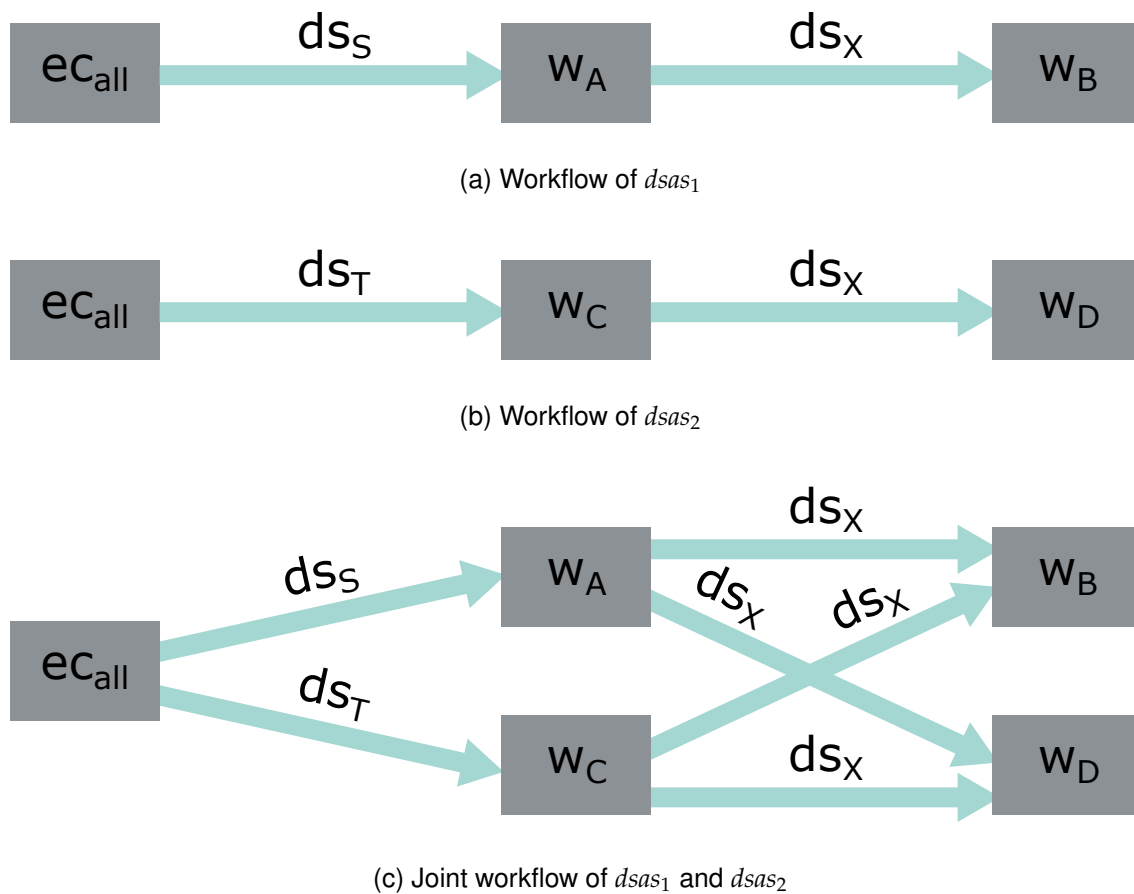 ds_S ds_X
ec_all w_A w_B
(a) Workflow of dsas_1
ds_T ds_X
ec_all w_C w_D
(b) Workflow of dsas_2
ds_X
ds_S w_A ds_X ds_X w_B
ec_all
ds_T w_C ds_X w_D
(c) Joint workflow of dsas_1 and dsas_2